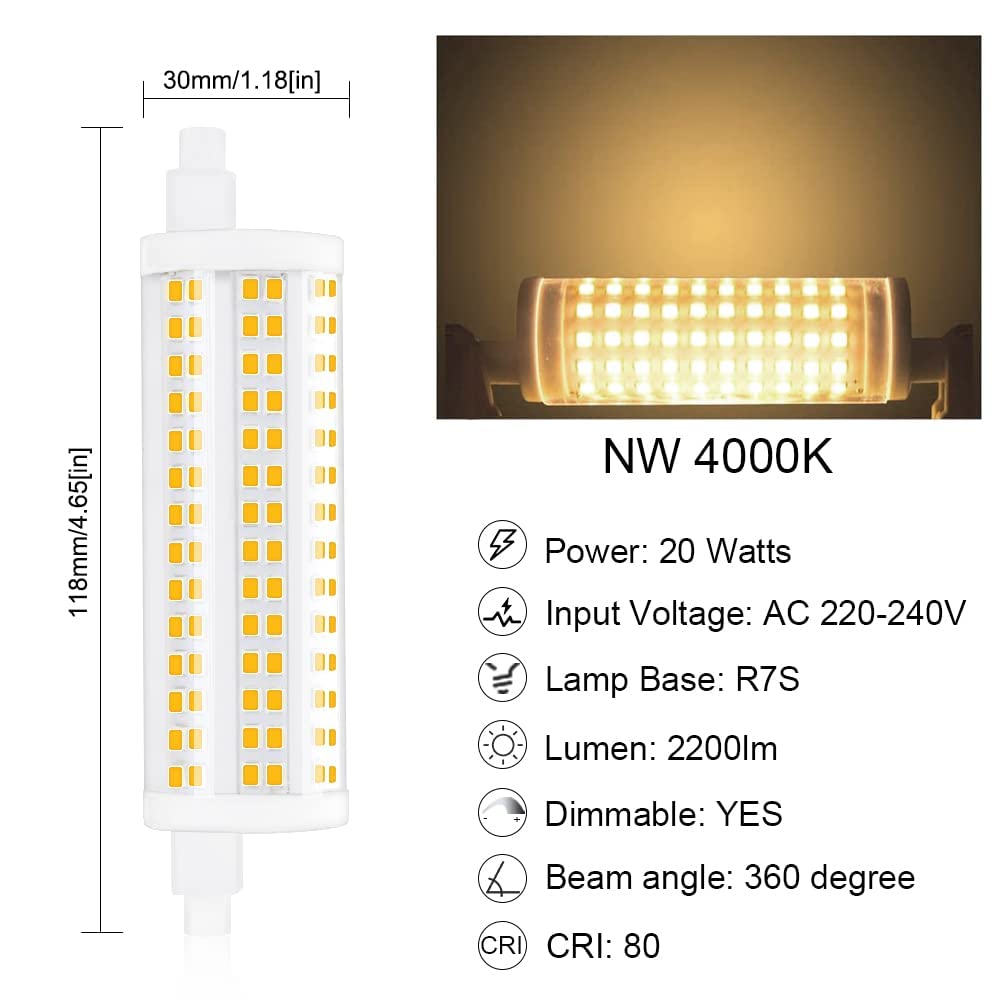 30mm/1.18[in]
118mm/4.65[in]
NW 4000K
Power: 20 Watts
Input Voltage: AC 220-240V
Lamp Base: R7S
Lumen: 2200lm
Dimmable: YES
Beam angle: 360 degree
CRI CRI: 80